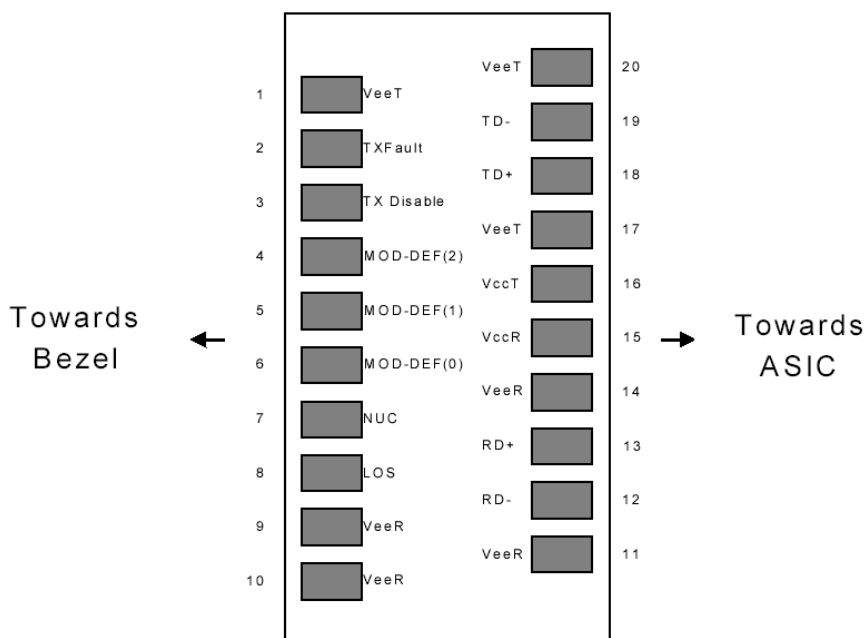 VeeT 20
1 VeeT
TD- 19
2 TXFault
TD+ 18
3 TX Disable
VeeT 17
4 MOD-DEF(2)
VccT 16
5 MOD-DEF(1)
Towards
Bezel
VccR 15
Towards
ASIC
6 MOD-DEF(0)
VeeR 14
7 NUC
RD+ 13
8 LOS
RD- 12
9 VeeR
VeeR 11
10 VeeR